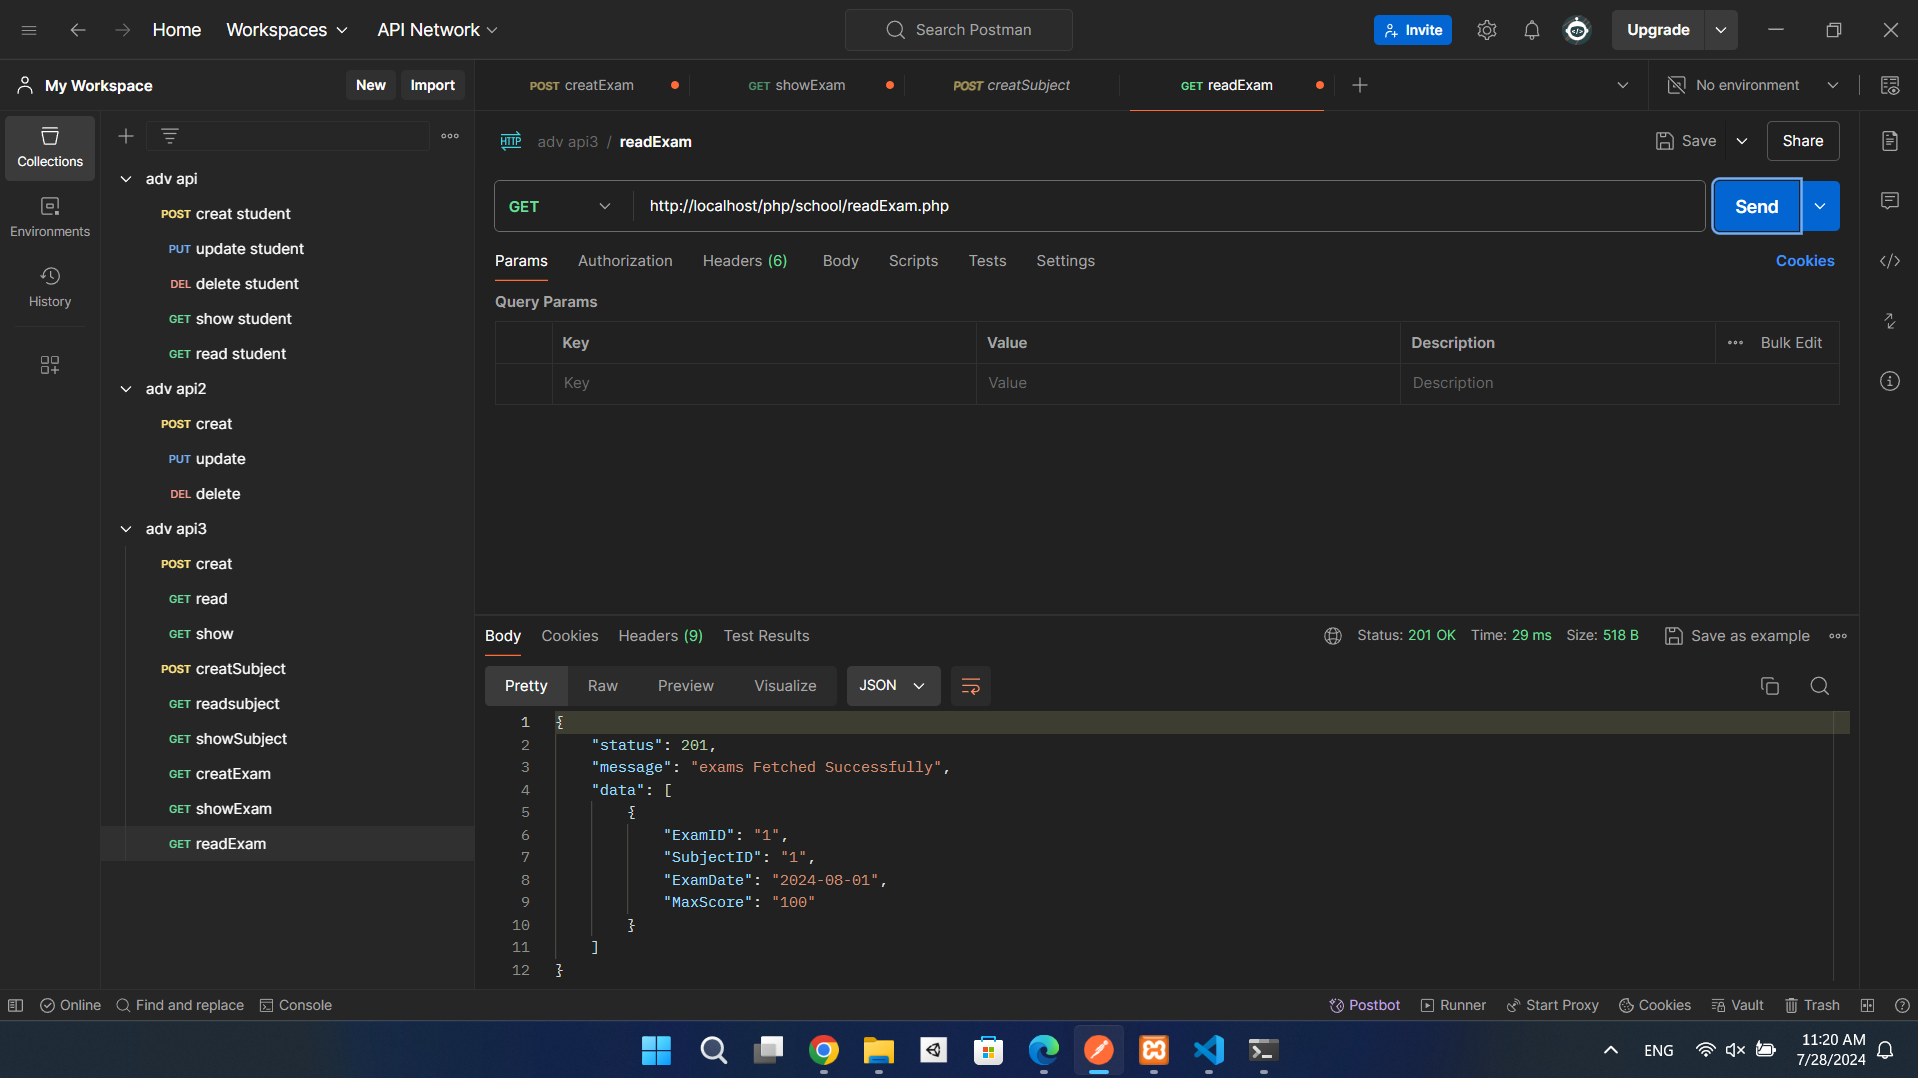 Home Workspaces API Network Search Postman Invite Upgrade
My Workspace New Import POST creatExam GET showExam POST creatSubject GET readExam No environment
Collections
Environments
History
adv api
POST creat student
PUT update student
DEL delete student
GET show student
GET read student
adv api2
POST creat
PUT update
DEL delete
adv api3
POST creat
GET read
GET show
POST creatSubject
GET readsubject
GET showSubject
GET creatExam
GET showExam
GET readExam
HTTP adv api3 / readExam Save Share
GET http://localhost/php/school/readExam.php Send
Params Authorization Headers (6) Body Scripts Tests Settings Cookies
Query Params
Key Value Description Bulk Edit
Key Value Description
Body Cookies Headers (9) Test Results Status: 201 OK Time: 29 ms Size: 518 B Save as example
Pretty Raw Preview Visualize JSON
1 {
2 "status": 201,
3 "message": "exams Fetched Successfully",
4 "data": [
5 {
6 "ExamID": "1",
7 "SubjectID": "1",
8 "ExamDate": "2024-08-01",
9 "MaxScore": "100"
10 }
11 ]
12 }
Online Find and replace Console Postbot Runner Start Proxy Cookies Vault Trash
ENG 11:20 AM
7/28/2024